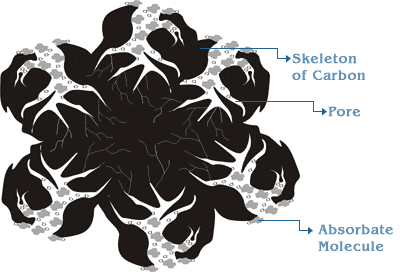 Skeleton
of Carbon
Pore
Absorbate
Molecule